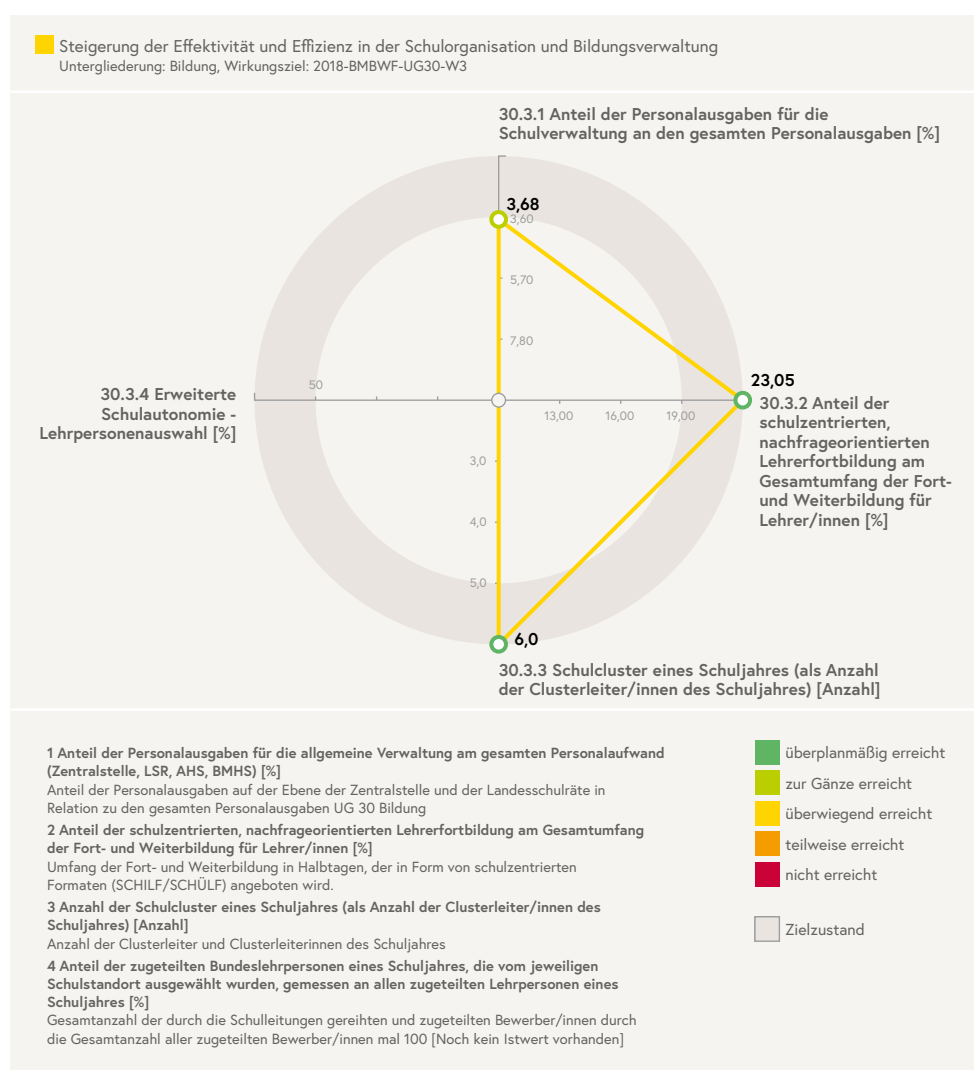 Steigerung der Effektivität und Effizienz in der Schulorganisation und Bildungsverwaltung
Untergliederung: Bildung, Wirkungsziel: 2018-BMBWF-UG30-W3
30.3.1 Anteil der Personalausgaben für die
Schulverwaltung an den gesamten Personalausgaben [%]
3,68
3,60
5,70
7,80
50
30.3.4 Erweiterte
Schulautonomie -
Lehrpersonenauswahl [%]
23,05
13,00 16,00 19,00
30.3.2 Anteil der
schulzentrierten,
nachfrageorientierten
Lehrerfortbildung am
Gesamtumfang der Fort-
und Weiterbildung für
Lehrer/innen [%]
3,0
4,0
5,0
6,0
30.3.3 Schulcluster eines Schuljahres (als Anzahl
der Clusterleiter/innen des Schuljahres) [Anzahl]
1 Anteil der Personalausgaben für die allgemeine Verwaltung am gesamten Personalaufwand
(Zentralstelle, LSR, AHS, BMHS) [%]
Anteil der Personalausgaben auf der Ebene der Zentralstelle und der Landesschulräte in
Relation zu den gesamten Personalausgaben UG 30 Bildung
2 Anteil der schulzentrierten, nachfrageorientierten Lehrerfortbildung am Gesamtumfang
der Fort- und Weiterbildung für Lehrer/innen [%]
Umfang der Fort- und Weiterbildung in Halbtagen, der in Form von schulzentrierten
Formaten (SCHILF/SCHÜLF) angeboten wird.
3 Anzahl der Schulcluster eines Schuljahres (als Anzahl der Clusterleiter/innen des
Schuljahres) [Anzahl]
Anzahl der Clusterleiter und Clusterleiterinnen des Schuljahres
4 Anteil der zugeteilten Bundeslehrpersonen eines Schuljahres, die vom jeweiligen
Schulstandort ausgewählt wurden, gemessen an allen zugeteilten Lehrpersonen eines
Schuljahres [%]
Gesamtanzahl der durch die Schulleitungen gereihten und zugeteilten Bewerber/innen durch
die Gesamtanzahl aller zugeteilten Bewerber/innen mal 100 [Noch kein Istwert vorhanden]
überplanmäßig erreicht
zur Gänze erreicht
überwiegend erreicht
teilweise erreicht
nicht erreicht
Zielzustand